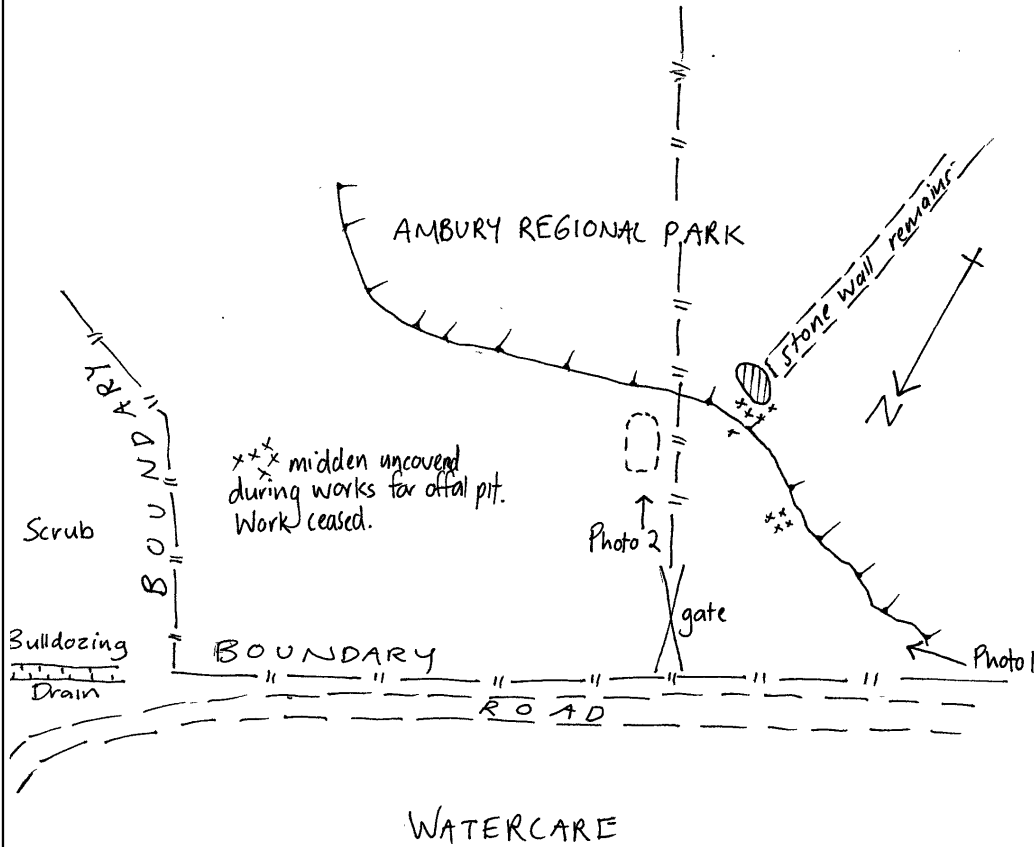 AMBURY REGIONAL PARK
stone wall remains
N
BOUNDARY
midden uncoverd
during works for offal pit.
Work ceased.
Scrub
Photo 2
gate
Bulldozing
Drain
BOUNDARY
Photo 1
ROAD
WATERCARE